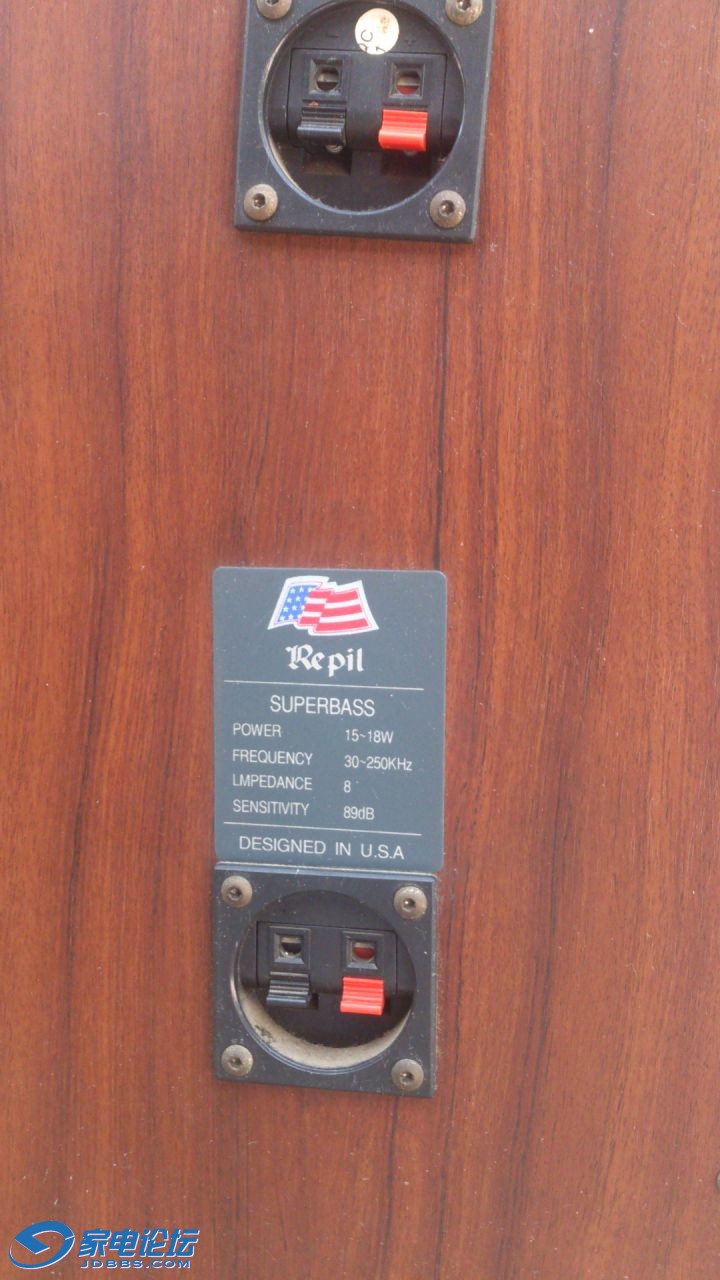 Repil
SUPERBASS
POWER 15~18W
FREQUENCY 30~250KHz
LMPEDANCE 8
SENSITIVITY 89dB
DESIGNED IN U.S.A
家电论坛
JDBBS.COM